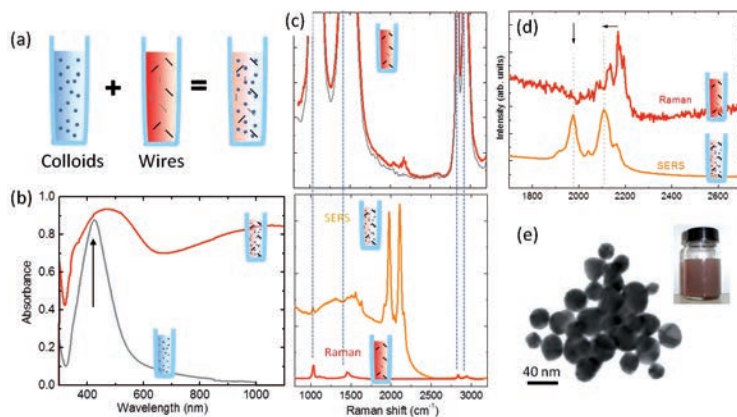 (a)
+
=
Colloids
Wires
(b)
Absorbance
1.0
0.8
0.6
0.4
0.2
0.0
400
600
800
1000
Wavelength (nm)
(c)
SERS
Raman
1000
1500
2000
2500
3000
Raman shift (cm⁻¹)
(d)
Intensity (arb. units)
Raman
SERS
1800
2000
2200
2400
2600
(e)
40 nm